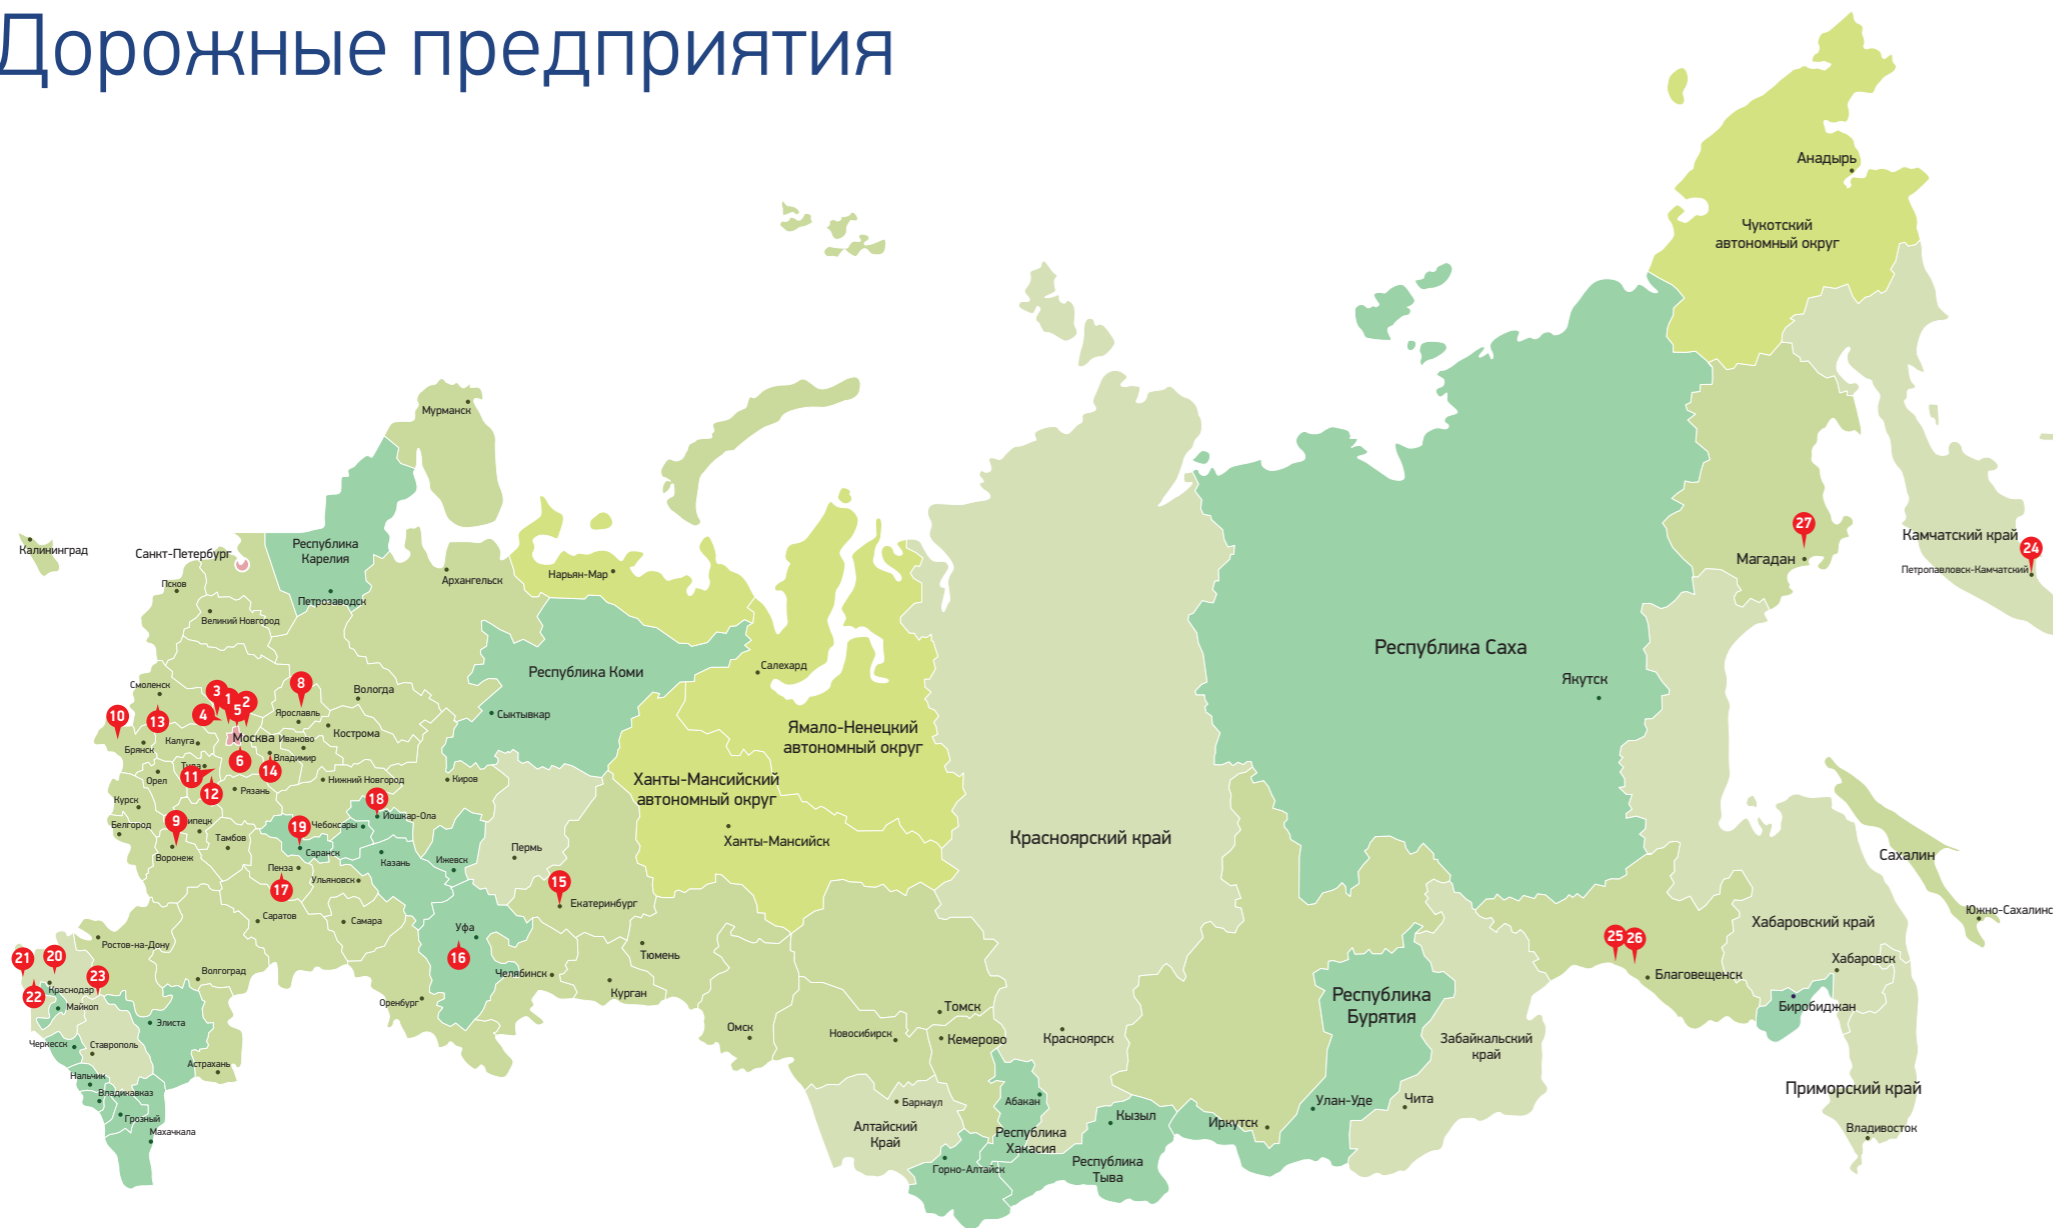 Дорожные предприятия
Анадырь
Чукотский
автономный округ
Мурманск
27
Камчатский край
24
Магадан
Петропавловск-Камчатский
Калининград
Санкт-Петербург
Республика
Карелия
Псков
Петрозаводск
Великий Новгород
Архангельск
Нарьян-Мар
Республика Коми
Сыктывкар
Салехард
Ямало-Ненецкий
автономный округ
Ханты-Мансийский
автономный округ
Ханты-Мансийск
Красноярский край
Республика Саха
Якутск
Смоленск
3
1
2
5
4
8
Вологда
10
13
Ярославль
Кострома
Брянск
Калуга
Москва
Иваново
Владимир
6
14
11
12
Орел
Рязань
Нижний Новгород
Киров
Курск
18
Йошкар-Ола
Белгород
9
Тамбов
19
Чебоксары
Саранск
Казань
Ижевск
Пермь
Воронеж
Пенза
17
Ульяновск
15
Екатеринбург
Саратов
Самара
Уфа
16
Ростов-на-Дону
21
20
23
22
Краснодар
Майкоп
Волгоград
Оренбург
Челябинск
Курган
Тюмень
Элиста
Черкесск
Ставрополь
Астрахань
Нальчик
Владикавказ
Грозный
Махачкала
Омск
Томск
Новосибирск
Кемерово
Красноярск
Барнаул
Алтайский
Край
Абакан
Республика
Хакасия
Горно-Алтайск
Кызыл
Республика
Тыва
Иркутск
Республика
Бурятия
Улан-Удe
Забайкальский
край
Чита
25
26
Благовещенск
Хабаровский край
Хабаровск
Биробиджан
Сахалин
Южно-Сахалинс
Приморский край
Владивосток